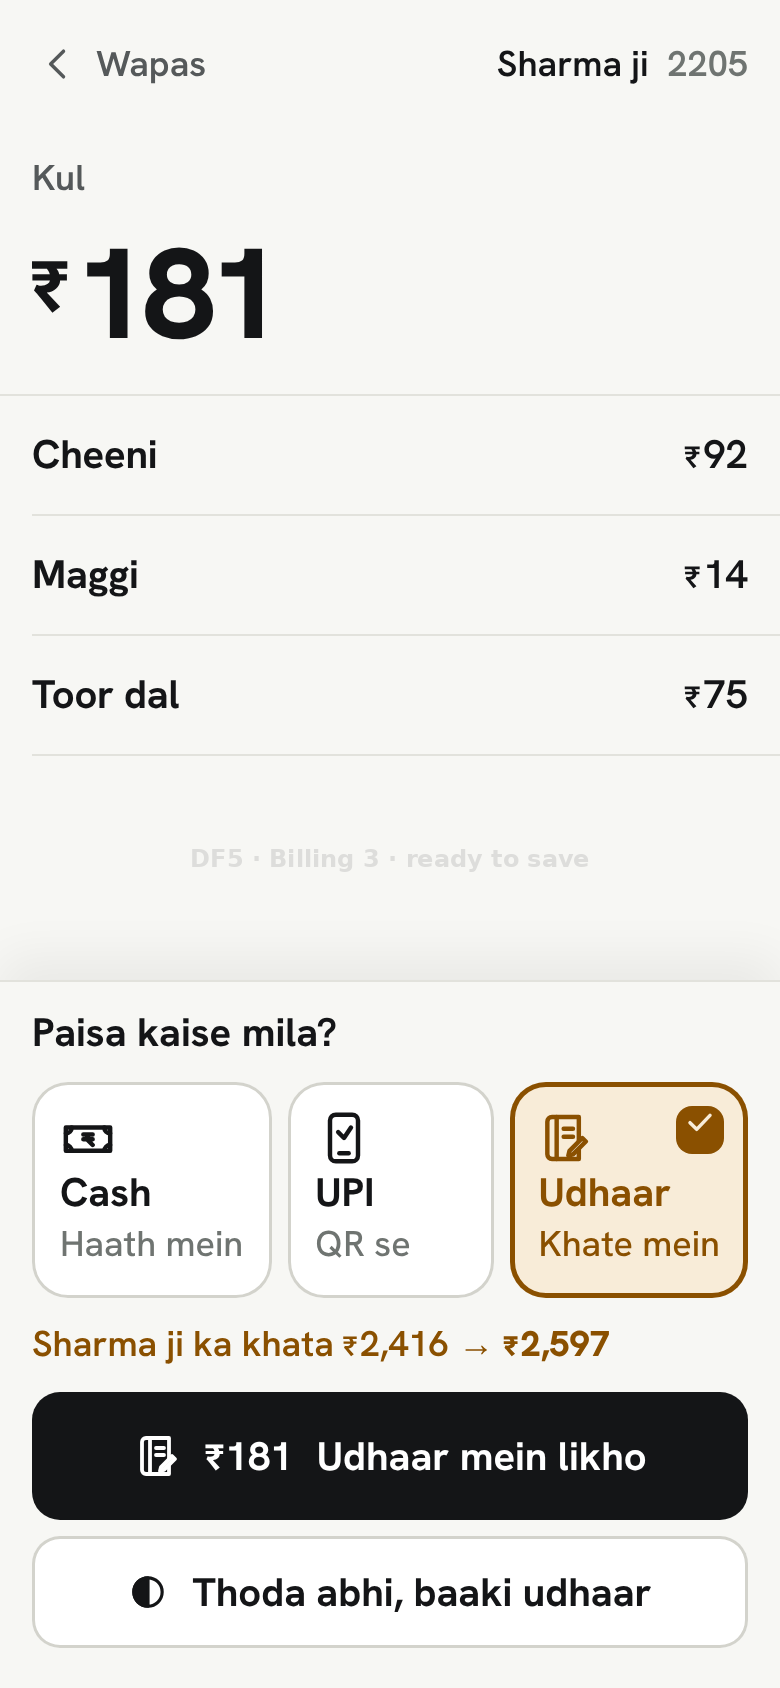 Wapas Sharma ji 2205
Kul
₹181
Cheeni ₹92
Maggi ₹14
Toor dal ₹75
DF5 · Billing 3 · ready to save
Paisa kaise mila?
Cash UPI Udhaar
Haath mein QR se Khate mein
Sharma ji ka khata ₹2,416 → ₹2,597
₹181 Udhaar mein likho
Thoda abhi, baaki udhaar